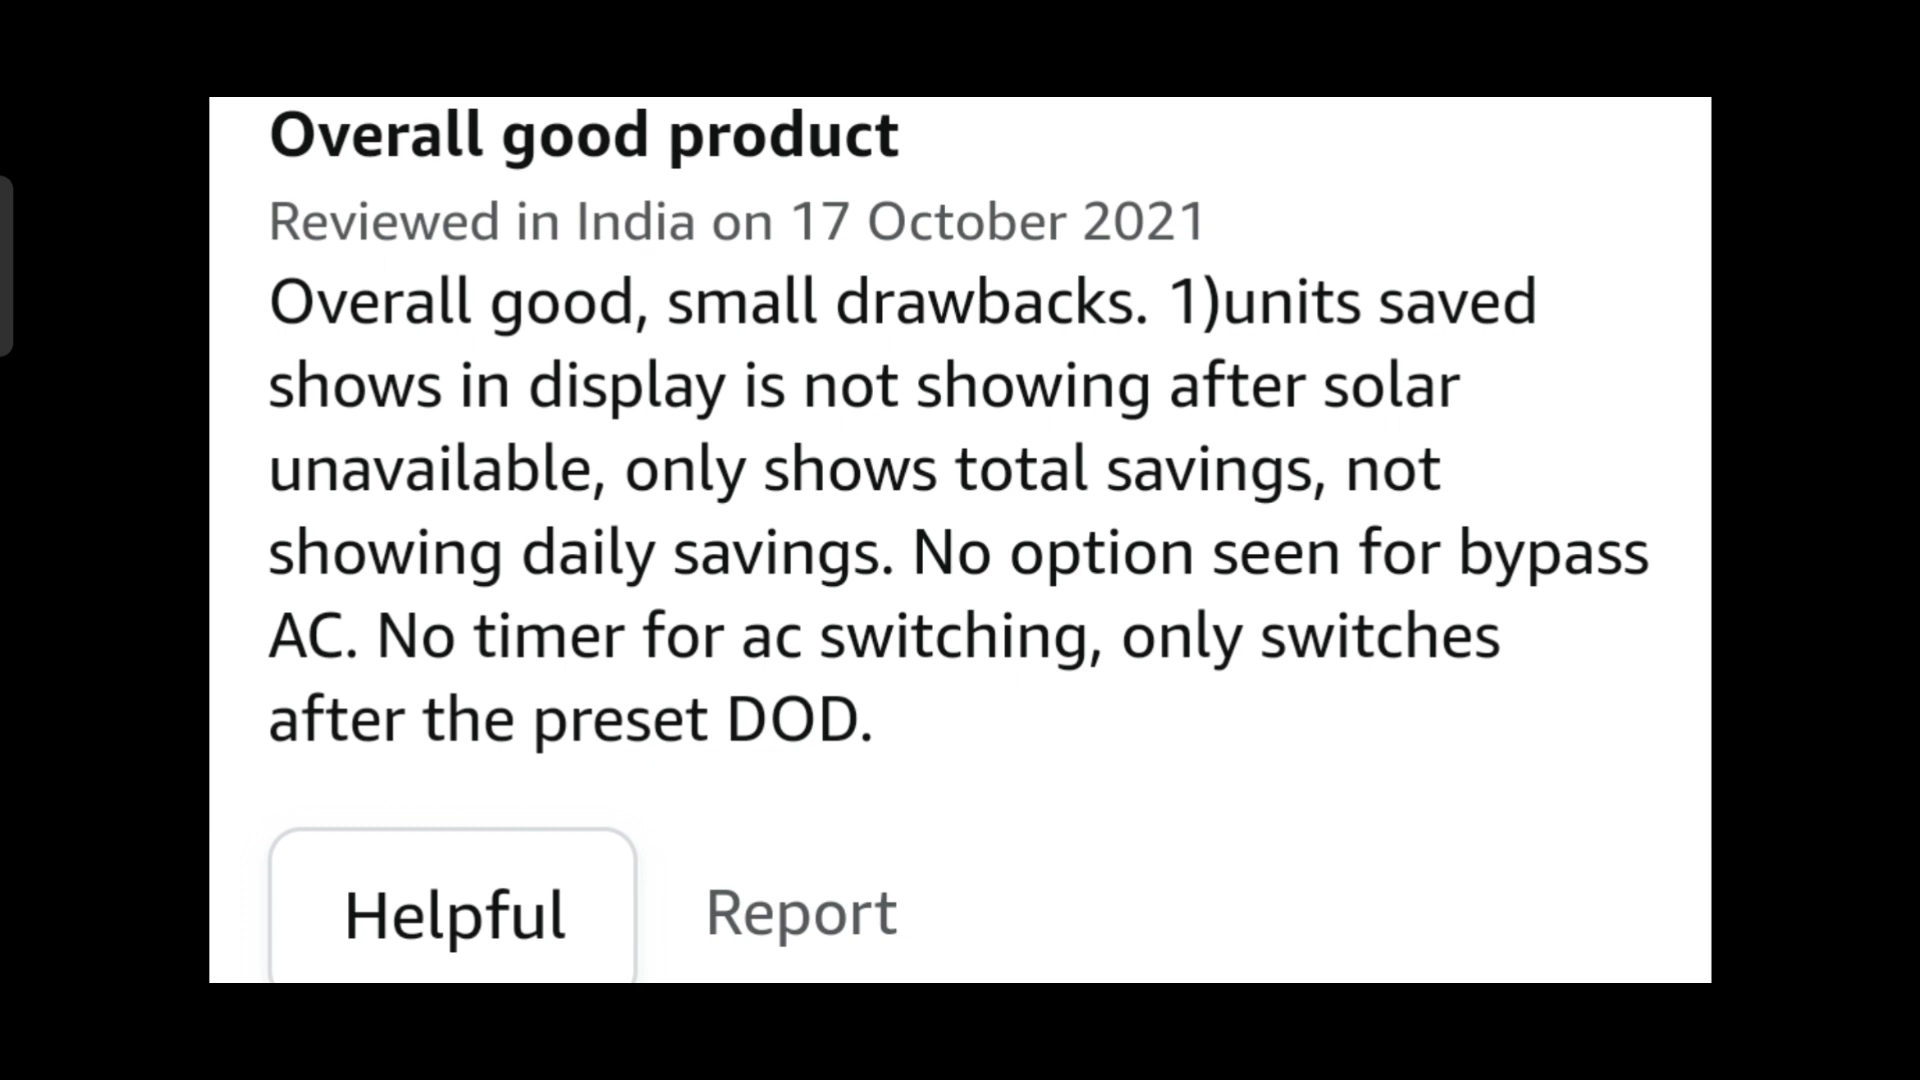 Overall good product
Reviewed in India on 17 October 2021
Overall good, small drawbacks. 1)units saved
shows in display is not showing after solar
unavailable, only shows total savings, not
showing daily savings. No option seen for bypass
AC. No timer for ac switching, only switches
after the preset DOD.
Helpful
Report